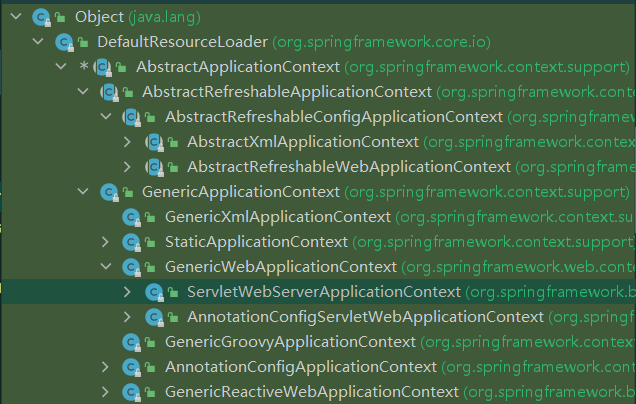 Object (java.lang)
DefaultResourceLoader (org.springframework.core.io)
* AbstractApplicationContext (org.springframework.context.support)
AbstractRefreshableApplicationContext (org.springframework.context
AbstractRefreshableConfigApplicationContext (org.springframework
AbstractXmlApplicationContext (org.springframework.contex
AbstractRefreshableWebApplicationContext (org.springframe
GenericApplicationContext (org.springframework.context.support)
GenericXmlApplicationContext (org.springframework.context.su
StaticApplicationContext (org.springframework.context.support)
GenericWebApplicationContext (org.springframework.web.conte
ServletWebServerApplicationContext (org.springframework.b
AnnotationConfigServletWebApplicationContext (org.springf
GenericGroovyApplicationContext (org.springframework.context
AnnotationConfigApplicationContext (org.springframework.cont
GenericReactiveWebApplicationContext (org.springframework.b